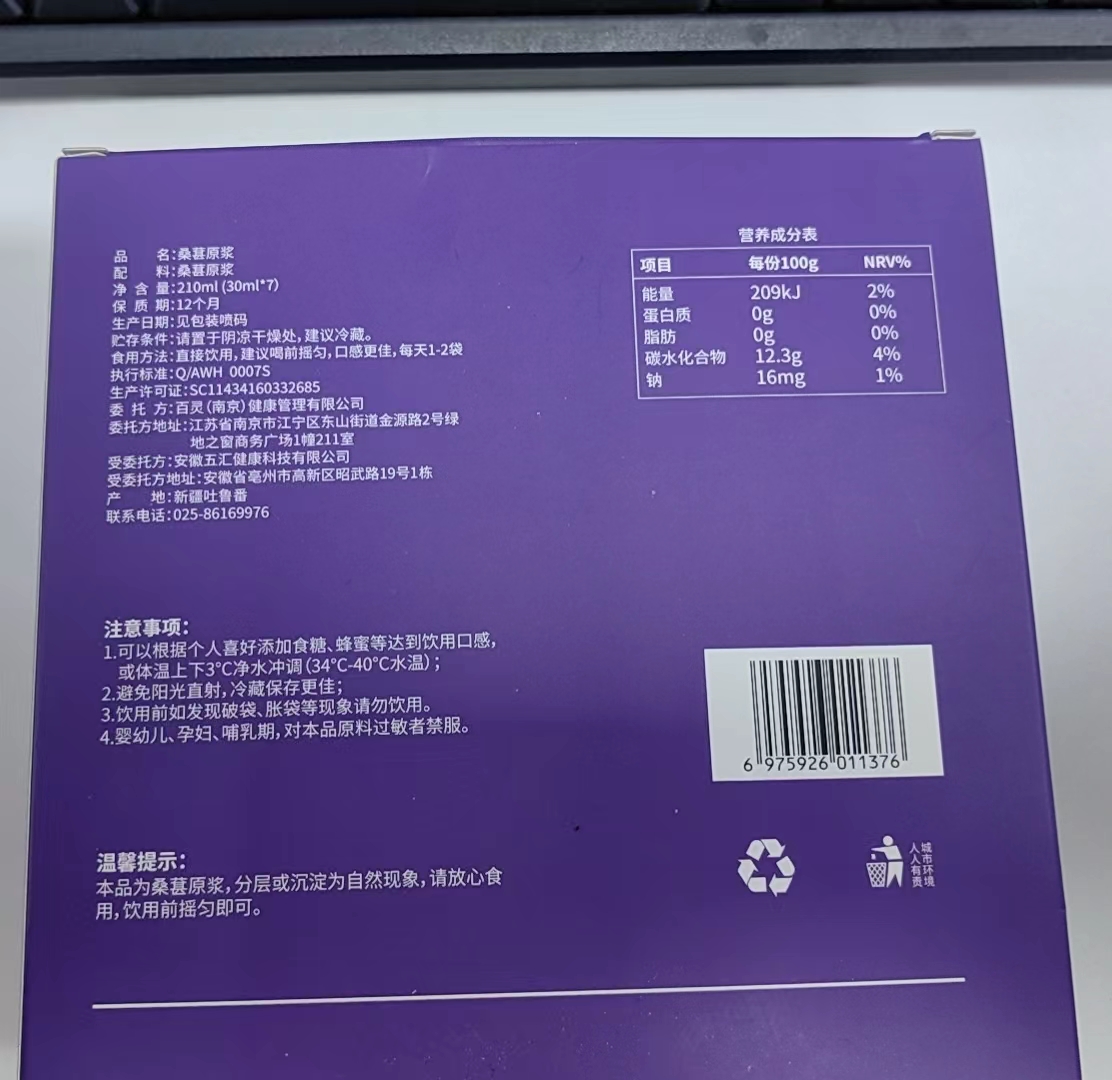 品 名:桑葚原浆
配 料:桑葚原浆
净 含 量:210ml (30ml*7)
保 质 期:12个月
生产日期:见包装喷码
贮存条件:请置于阴凉干燥处,建议冷藏。
食用方法:直接饮用,建议喝前摇匀,口感更佳,每天1-2袋
执行标准:Q/AWH 0007S
生产许可证:SC11434160332685
委 托 方:百灵(南京)健康管理有限公司
委托方地址:江苏省南京市江宁区东山街道金源路2号绿
地之窗商务广场1幢211室
受委托方:安徽五汇健康科技有限公司
受委托方地址:安徽省亳州市高新区昭武路19号1栋
产 地:新疆吐鲁番
联系电话:025-86169976
营养成分表
项目 每份100g NRV%
能量 209kJ 2%
蛋白质 0g 0%
脂肪 0g 0%
碳水化合物 12.3g 4%
钠 16mg 1%
注意事项:
1.可以根据个人喜好添加食糖、蜂蜜等达到饮用口感,
或体温上下3℃净水冲调(34℃-40℃水温);
2.避免阳光直射,冷藏保存更佳;
3.饮用前如发现破袋、胀袋等现象请勿饮用。
4.婴幼儿、孕妇、哺乳期,对本品原料过敏者禁服。
6 975926 011376
温馨提示:
本品为桑葚原浆,分层或沉淀为自然现象,请放心食
用,饮用前摇匀即可。
城市环境
人人有责